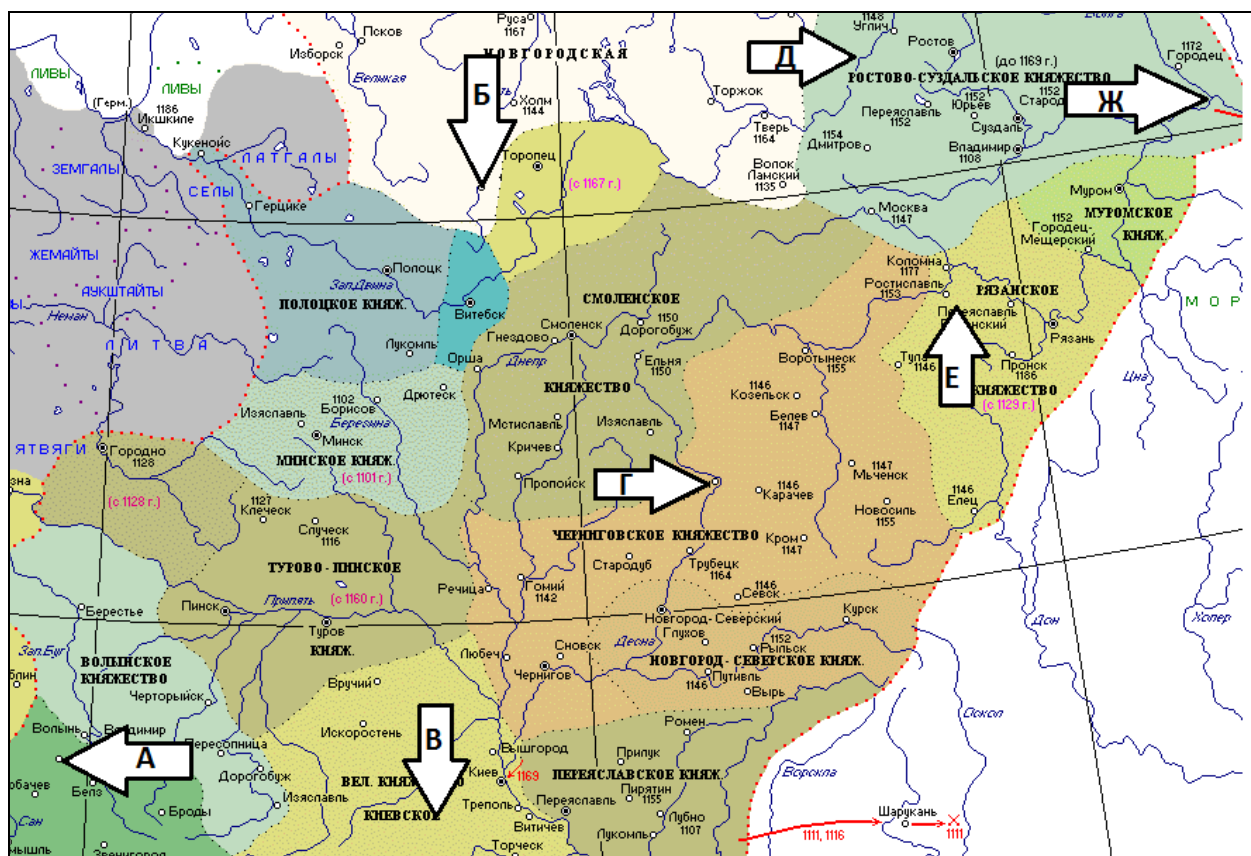 Псков
Изборск
Руса
1167
НОВГОРОДСКАЯ
Великая
Холм
1144
Б
Торжок
Тверь
1164
Волок
Ламский
1135
1148
Углич
Ростов
Д
(до 1169 г.)
РОСТОВО-СУЗДАЛЬСКОЕ КНЯЖЕСТВО
1172
Городец
Ж
Переяславль
1152
1152
Юрьев
1152
Старод
Суздаль
1154
Дмитров
Владимир
1108
ЛИВЫ
ЛИВЫ
(Герм.)
1186
Икшкиле
Кукенойс
ЛАТГАЛЫ
ЗЕМГАЛЫ
СЕЛЫ
Герцике
Торопец
(с 1167 г.)
Москва
1147
Муром
МУРОМСКОЕ
КНЯЖ.
1152
Городец-
Мещерский
ЖЕМАЙТЫ
АУКШТАЙТЫ
Неман
ЛИТВА
Полоцк
Зап.Двина
ПОЛОЦКОЕ КНЯЖ.
Витебск
Лукомль
Орша
СМОЛЕНСКОЕ
КНЯЖЕСТВО
Смоленск
Гнездово
Днепр
1150
Дорогобуж
Ельня
1150
Коломна
1177
Ростиславль
1153
РЯЗАНСКОЕ
КНЯЖЕСТВО
(с 1129 г.)
Переяславль
Рязань
Пронск
1186
Тула
1146
Е
МОР
Цна
Воротынеск
1155
1146
Козельск
Белев
1147
Дрютеск
1102
Борисов
Березина
Изяславль
Минск
МИНСКОЕ КНЯЖ.
(с 1101 г.)
Мстиславль
Кричев
Изяславль
Пропойск
Г
1146
Карачев
1147
Мьченск
Новосиль
1155
1146
Елец
ЯТВЯГИ
Городно
1128
(с 1128 г.)
1127
Клеческ
Случеск
1116
ТУРОВО-ПИНСКОЕ
КНЯЖ.
(с 1160 г.)
Пинск
Припять
Туров
Речица
Гомий
1142
ЧЕРНИГОВСКОЕ КНЯЖЕСТВО
Стародуб
Трубецк
1164
Кром
1147
1146
Севск
Курск
Новгород-Северский
Глухов
Десна
1152
Рыльск
НОВГОРОД-СЕВЕРСКОЕ КНЯЖ.
Путивль
1146
Вырь
Дон
Хопер
Берестье
Зап.Буг
ВОЛЫНСКОЕ
КНЯЖЕСТВО
Черторыйск
Волынь
Владимир
А
Пересопница
Дорогобуж
Изяславль
Белз
Броды
Сан
Звенигород
Вручий
Искоростень
Любеч
Чернигов
Сновск
В
Вышгород
Киев
1169
КИЕВСКОЕ
Треполь
Витичев
Торческ
Ромен
Прилук
ПЕРЕЯСЛАВСКОЕ КНЯЖ.
Пирятин
1155
Переяславль
Лубно
1107
Лукомль
Ворскла
Оскол
Шарукань
1111, 1116
1111